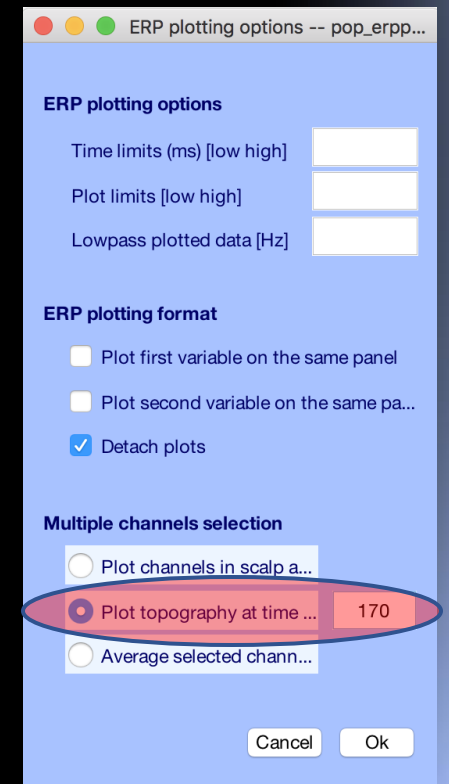 ERP plotting options -- pop_erpp...
ERP plotting options
Time limits (ms) [low high]
Plot limits [low high]
Lowpass plotted data [Hz]
ERP plotting format
Plot first variable on the same panel
Plot second variable on the same pa...
Detach plots
Multiple channels selection
Plot channels in scalp a...
Plot topography at time ... 170
Average selected chann...
Cancel Ok